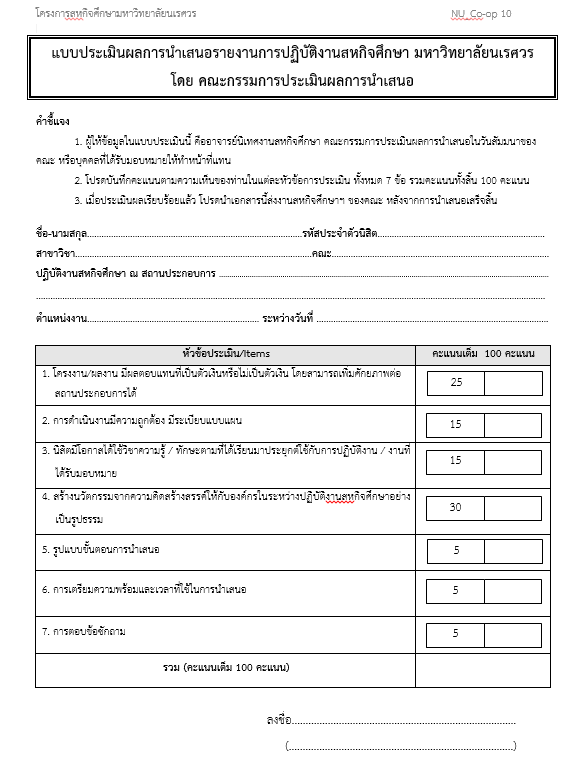 โครงการสหกิจศึกษามหาวิทยาลัยนเรศวร NU_Co-op 10
แบบประเมินผลการนำเสนอรายงานการปฏิบัติงานสหกิจศึกษา มหาวิทยาลัยนเรศวร
โดย คณะกรรมการประเมินผลการนำเสนอ
คำชี้แจง
1. ผู้ให้ข้อมูลในแบบประเมินนี้ คืออาจารย์นิเทศงานสหกิจศึกษา คณะกรรมการประเมินผลการนำเสนอในวันสัมมนาของ
คณะ หรือบุคคลที่ได้รับมอบหมายให้ทำหน้าที่แทน
2. โปรดบันทึกคะแนนตามความเห็นของท่านในแต่ละหัวข้อการประเมิน ทั้งหมด 7 ข้อ รวมคะแนนทั้งสิ้น 100 คะแนน
3. เมื่อประเมินผลเรียบร้อยแล้ว โปรดนำเอกสารนี้ส่งงานสหกิจศึกษาฯ ของคณะ หลังจากการนำเสนอเสร็จสิ้น
ชื่อ-นามสกุล..........................................................................รหัสประจำตัวนิสิต..........................................................
สาขาวิชา..................................................................................คณะ..........................................................................
ปฏิบัติงานสหกิจศึกษา ณ สถานประกอบการ ..................................................................................................................
..........................................................................................................................................................................
ตำแหน่งงาน........................................................... ระหว่างวันที่ ................................................................................
หัวข้อประเมิน/Items คะแนนเต็ม 100 คะแนน
1. โครงงาน/ผลงาน มีผลตอบแทนที่เป็นตัวเงินหรือไม่เป็นตัวเงิน โดยสามารถเพิ่มศักยภาพต่อ
สถานประกอบการได้
25
2. การดำเนินงานมีความถูกต้อง มีระเบียบแบบแผน
15
3. นิสิตมีโอกาสได้ใช้วิชาความรู้ / ทักษะตามที่ได้เรียนมาประยุกต์ใช้กับการปฏิบัติงาน / งานที่
ได้รับมอบหมาย
15
4. สร้างนวัตกรรมจากความคิดสร้างสรรค์ให้กับองค์กรในระหว่างปฏิบัติงานสหกิจศึกษาอย่าง
เป็นรูปธรรม
30
5. รูปแบบขั้นตอนการนำเสนอ
5
6. การเตรียมความพร้อมและเวลาที่ใช้ในการนำเสนอ
5
7. การตอบข้อซักถาม
5
รวม (คะแนนเต็ม 100 คะแนน)
ลงชื่อ...........................................................................
(...........................................................................)